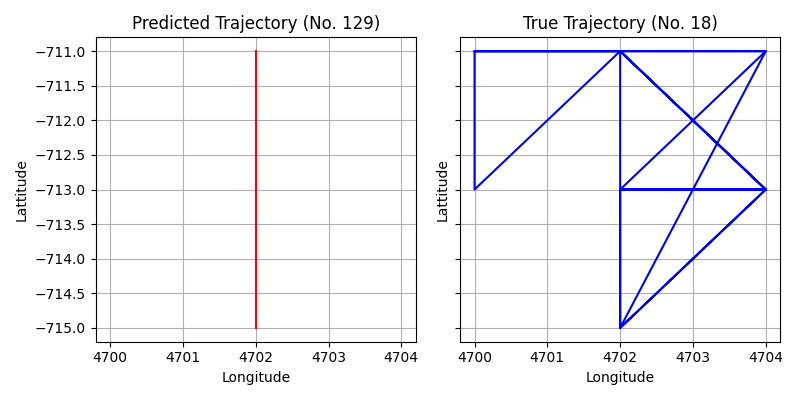 Predicted Trajectory (No. 129)
True Trajectory (No. 18)
−711.0
−711.5
−712.0
−712.5
−713.0
−713.5
−714.0
−714.5
−715.0
Lattitude
Lattitude
4700 4701 4702 4703 4704
4700 4701 4702 4703 4704
Longitude
Longitude